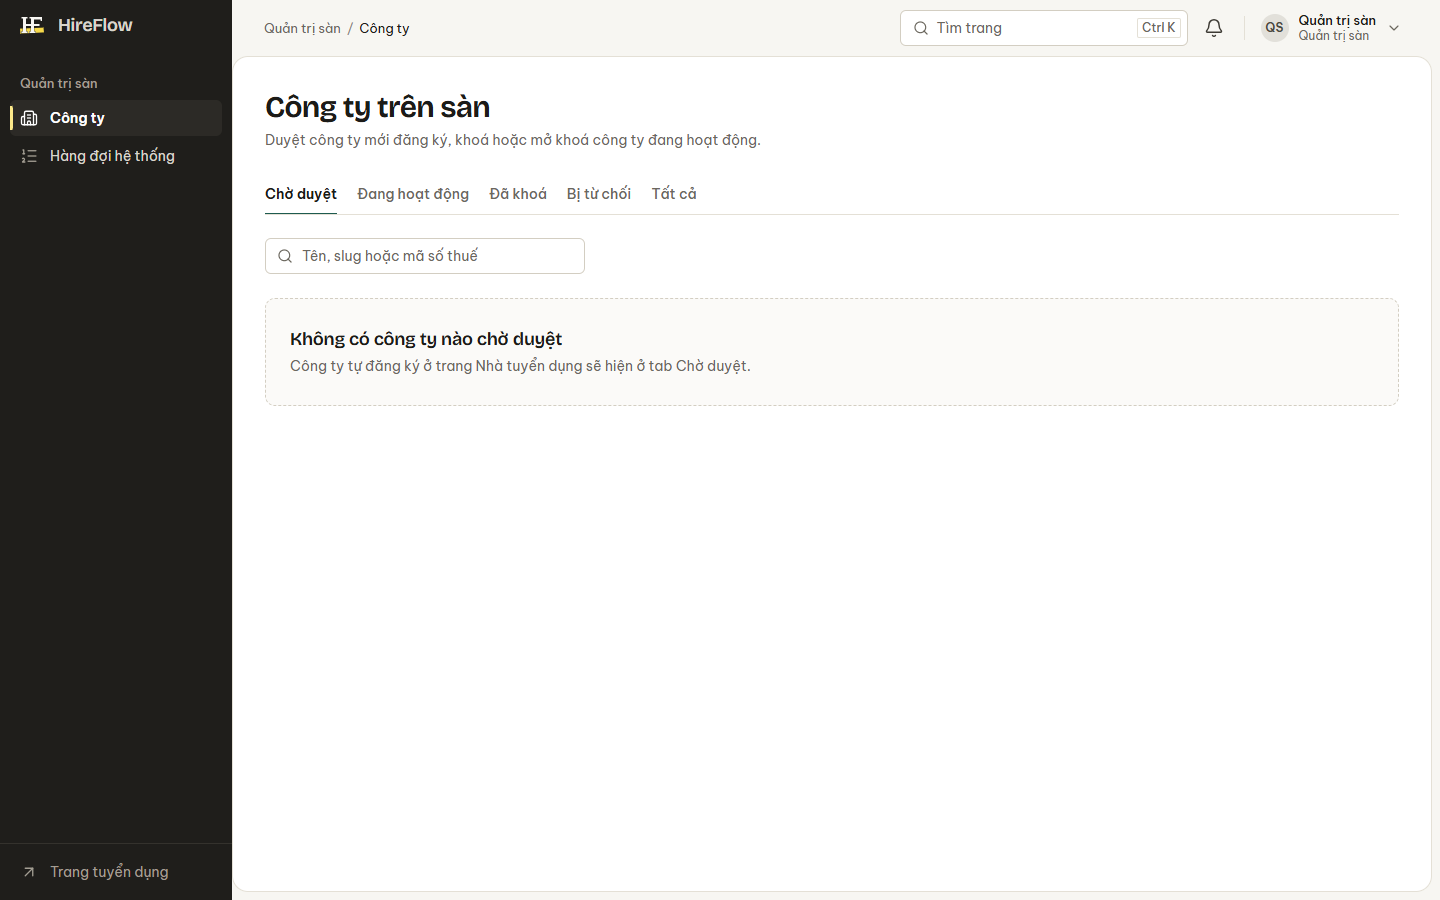 HireFlow
Quản trị sàn
Công ty
Hàng đợi hệ thống
Trang tuyển dụng
Quản trị sàn / Công ty
Tìm trang
Ctrl K
QS
Quản trị sàn
Quản trị sàn
Công ty trên sàn
Duyệt công ty mới đăng ký, khoá hoặc mở khoá công ty đang hoạt động.
Chờ duyệt
Đang hoạt động
Đã khoá
Bị từ chối
Tất cả
Tên, slug hoặc mã số thuế
Không có công ty nào chờ duyệt
Công ty tự đăng ký ở trang Nhà tuyển dụng sẽ hiện ở tab Chờ duyệt.